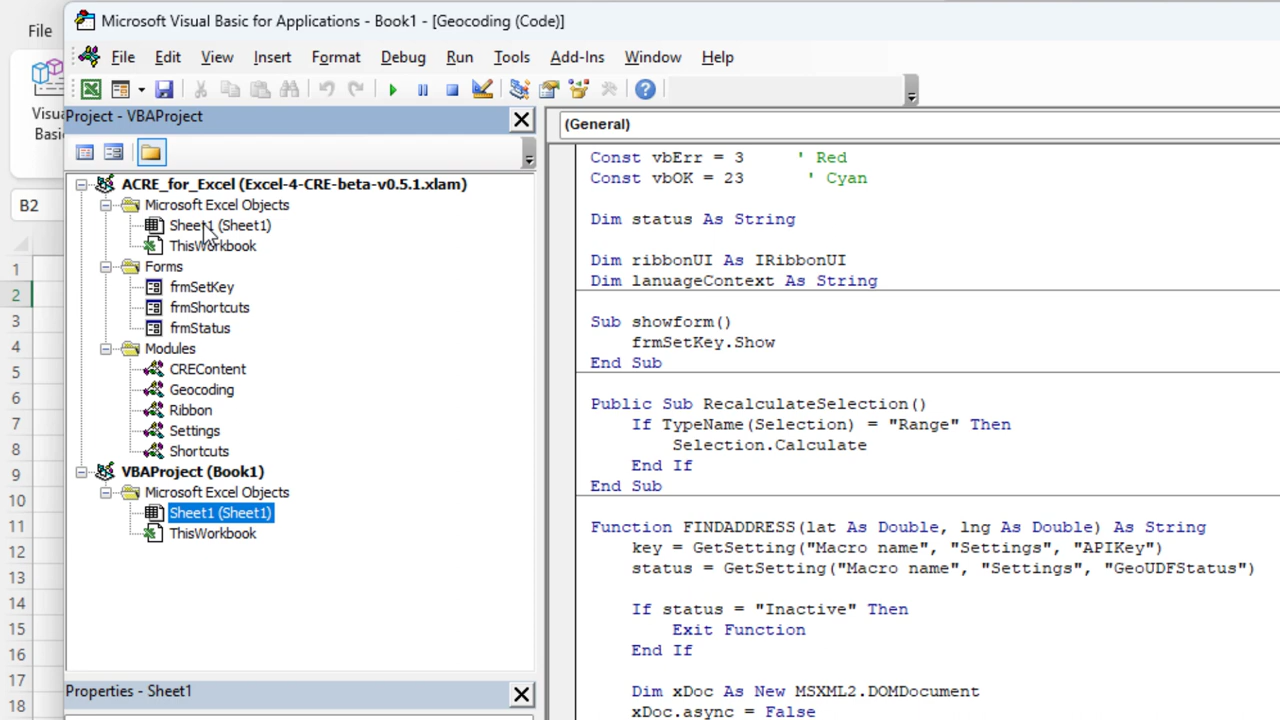 Microsoft Visual Basic for Applications - Book1 - [Geocoding (Code)]
File
File Edit View Insert Format Debug Run Tools Add-Ins Window Help
Visua
Basic
Project - VBAProject
B2
1
2
3
4
5
6
7
8
9
10
11
12
13
14
15
16
17
18
ACRE_for_Excel (Excel-4-CRE-beta-v0.5.1.xlam)
Microsoft Excel Objects
Sheet1 (Sheet1)
ThisWorkbook
Forms
frmSetKey
frmShortcuts
frmStatus
Modules
CREContent
Geocoding
Ribbon
Settings
Shortcuts
VBAProject (Book1)
Microsoft Excel Objects
Sheet1 (Sheet1)
ThisWorkbook
Properties - Sheet1
(General)
Const vbErr = 3 ' Red
Const vbOK = 23 ' Cyan
Dim status As String
Dim ribbonUI As IRibbonUI
Dim lanuageContext As String
Sub showform()
frmSetKey.Show
End Sub
Public Sub RecalculateSelection()
If TypeName(Selection) = "Range" Then
Selection.Calculate
End If
End Sub
Function FINDADDRESS(lat As Double, lng As Double) As String
key = GetSetting("Macro name", "Settings", "APIKey")
status = GetSetting("Macro name", "Settings", "GeoUDFStatus")
If status = "Inactive" Then
Exit Function
End If
Dim xDoc As New MSXML2.DOMDocument
xDoc.async = False